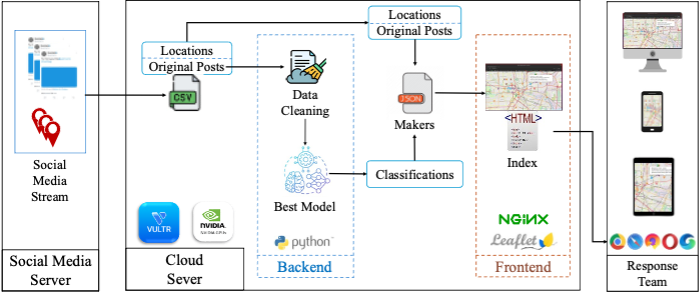 Social
Media
Stream
Social Media
Server
Locations
Original Posts
CSV
VULTR
NVIDIA
Cloud
Sever
Data
Cleaning
Best Model
python
Backend
Locations
Original Posts
JSON
Makers
Classifications
<HTML>
Index
NGINX
Leaflet
Frontend
Response
Team